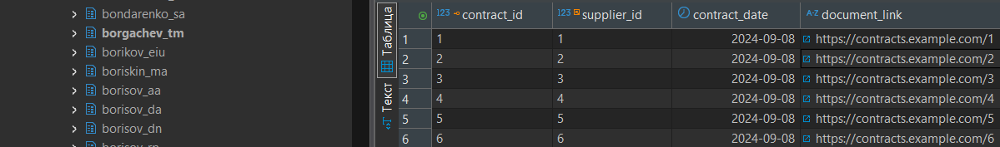 bondarenko_sa
borgachev_tm
borikov_eiu
boriskin_ma
borisov_aa
borisov_da
borisov_dn
Таблица
Текст
123 contract_id 123 supplier_id contract_date A-Z document_link
1 1 1 2024-09-08 https://contracts.example.com/1
2 2 2 2024-09-08 https://contracts.example.com/2
3 3 3 2024-09-08 https://contracts.example.com/3
4 4 4 2024-09-08 https://contracts.example.com/4
5 5 5 2024-09-08 https://contracts.example.com/5
6 6 6 2024-09-08 https://contracts.example.com/6